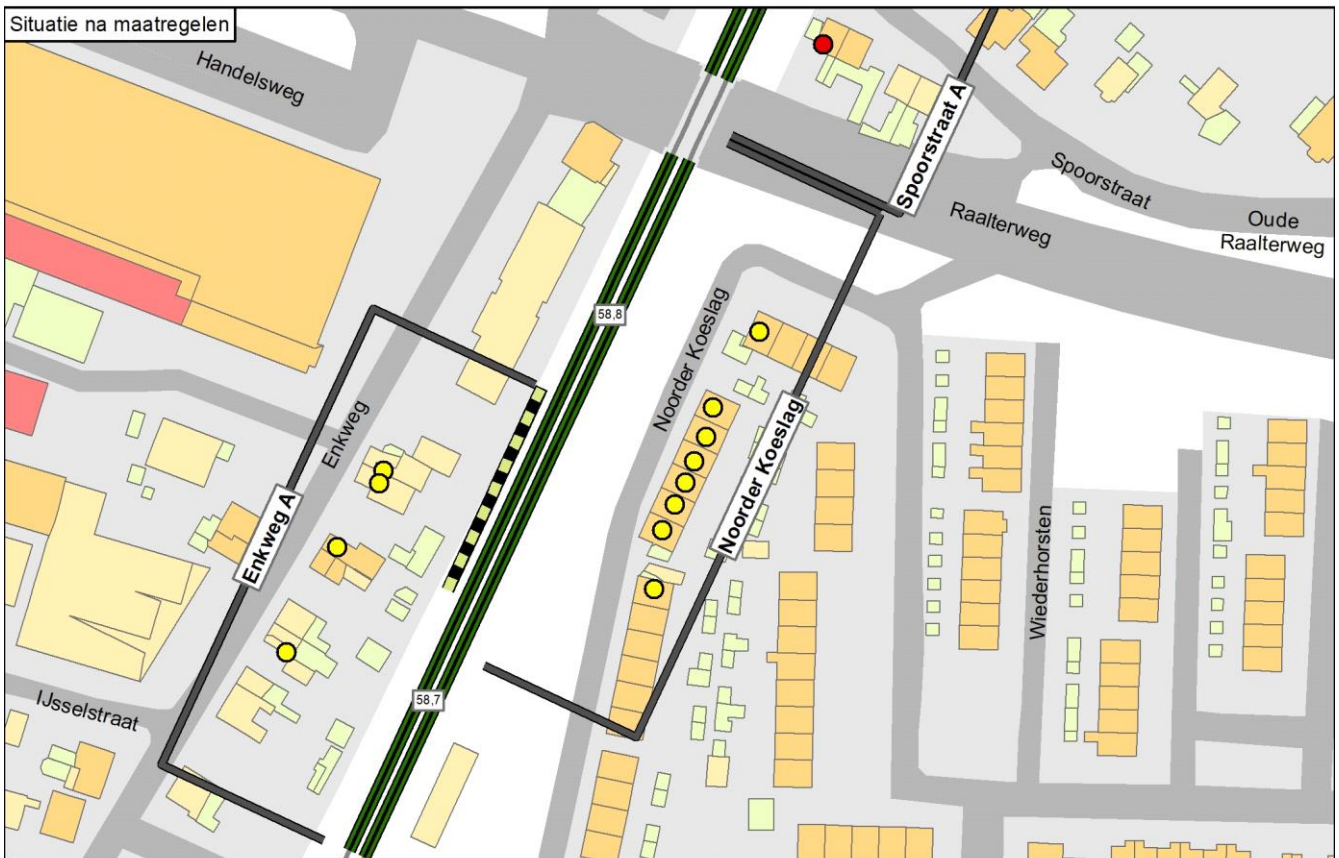 Situatie na maatregelen
Handelsweg
Spoorstraat A
Spoorstraat
Raalterweg
Oude
Raalterweg
58,8
Noorder Koeslag
Enkweg
Noorder Koeslag
Enkweg A
Wiederhorsten
58,7
IJsselstraat